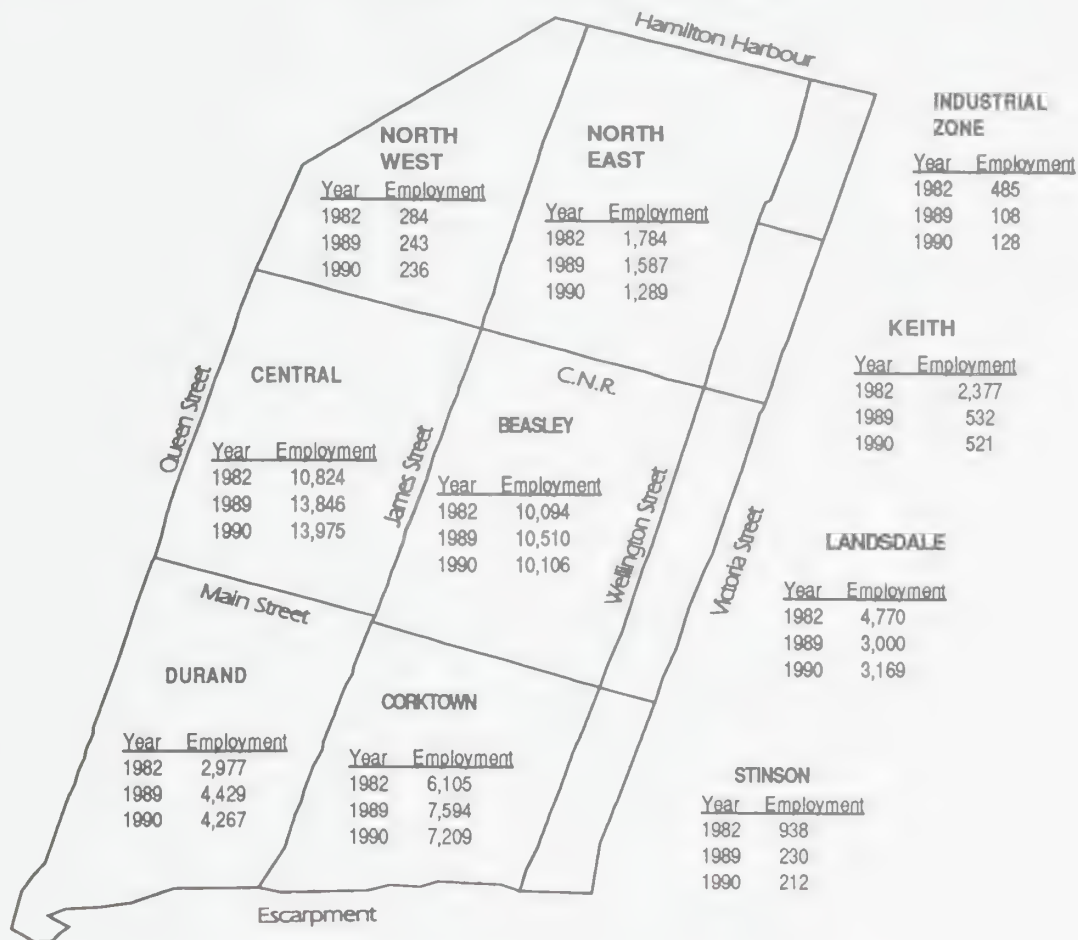 Hamilton Harbour
NORTH
WEST
Year Employment
1982 284
1989 243
1990 236
NORTH
EAST
Year Employment
1982 1,784
1989 1,587
1990 1,289
INDUSTRIAL
ZONE
Year Employment
1982 485
1989 108
1990 128
KEITH
Year Employment
1982 2,377
1989 532
1990 521
Queen Street
CENTRAL
Year Employment
1982 10,824
1989 13,846
1990 13,975
James Street
C.N.R.
BEASLEY
Year Employment
1982 10,094
1989 10,510
1990 10,106
Wellington Street
Victoria Street
LANDSDALE
Year Employment
1982 4,770
1989 3,000
1990 3,169
Main Street
DURAND
Year Employment
1982 2,977
1989 4,429
1990 4,267
CORKTOWN
Year Employment
1982 6,105
1989 7,594
1990 7,209
STINSON
Year Employment
1982 938
1989 230
1990 212
Escarpment